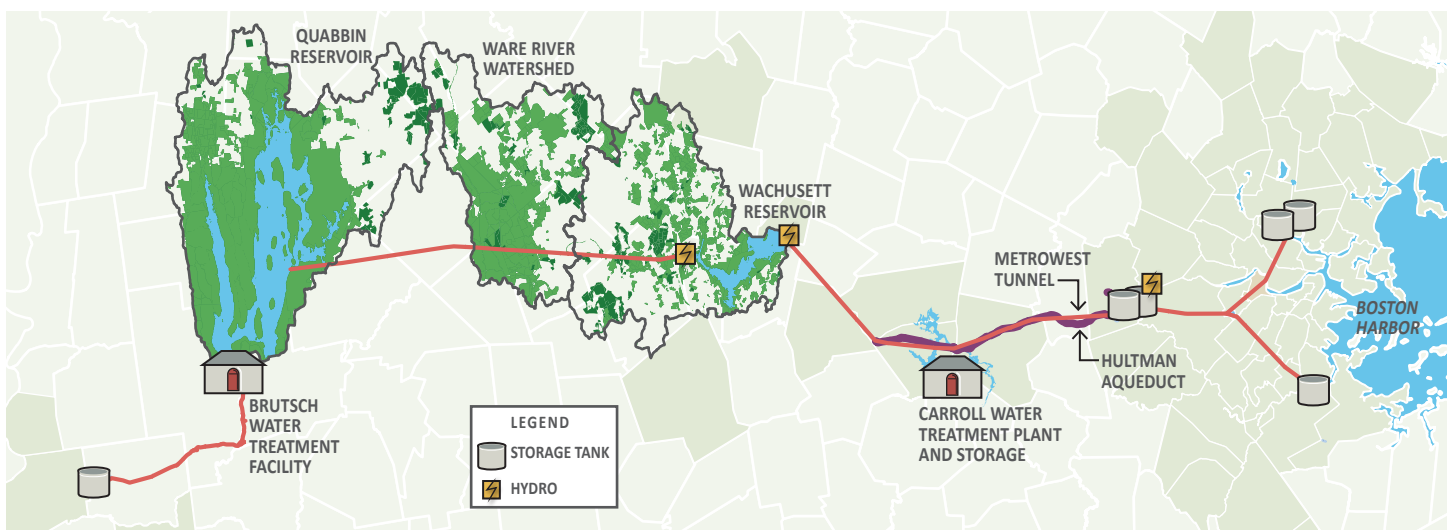 QUABBIN
RESERVOIR
WARE RIVER
WATERSHED
WACHUSETT
RESERVOIR
METROWEST
TUNNEL
BOSTON
HARBOR
HULTMAN
AQUEDUCT
BRUTSCH
WATER
TREATMENT
FACILITY
CARROLL WATER
TREATMENT PLANT
AND STORAGE
LEGEND
STORAGE TANK
HYDRO